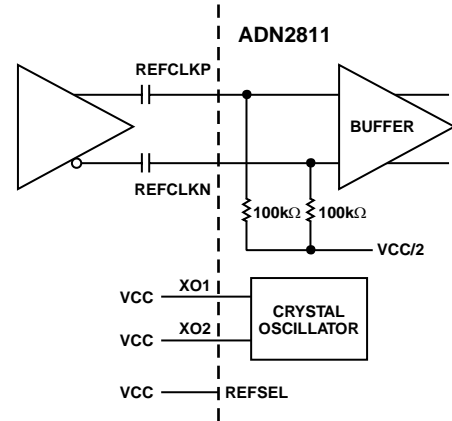 ADN2811
REFCLKP
BUFFER
REFCLKN
100kΩ 100kΩ
VCC/2
VCC XO1
CRYSTAL
OSCILLATOR
VCC XO2
VCC REFSEL